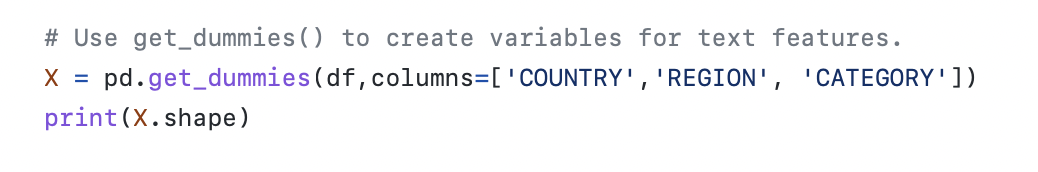 # Use get_dummies() to create variables for text features.
X = pd.get_dummies(df,columns=['COUNTRY','REGION', 'CATEGORY'])
print(X.shape)